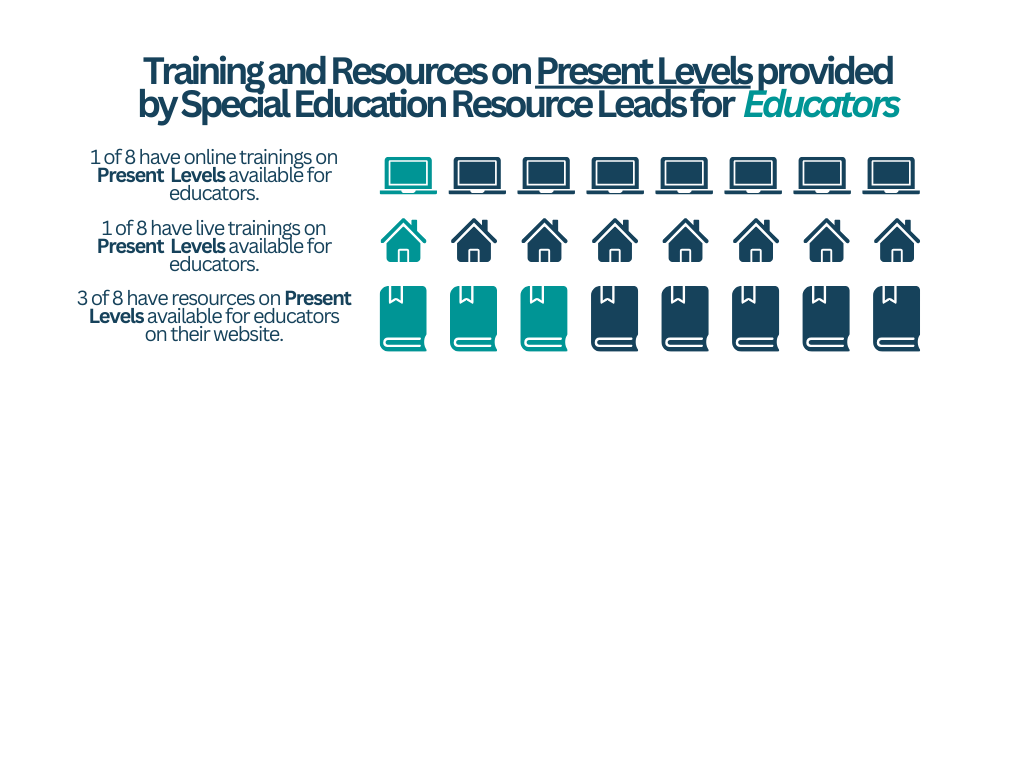 Training and Resources on Present Levels provided
by Special Education Resource Leads for Educators
1 of 8 have online trainings on
Present Levels available for
educators.
1 of 8 have live trainings on
Present Levels available for
educators.
3 of 8 have resources on Present
Levels available for educators
on their website.